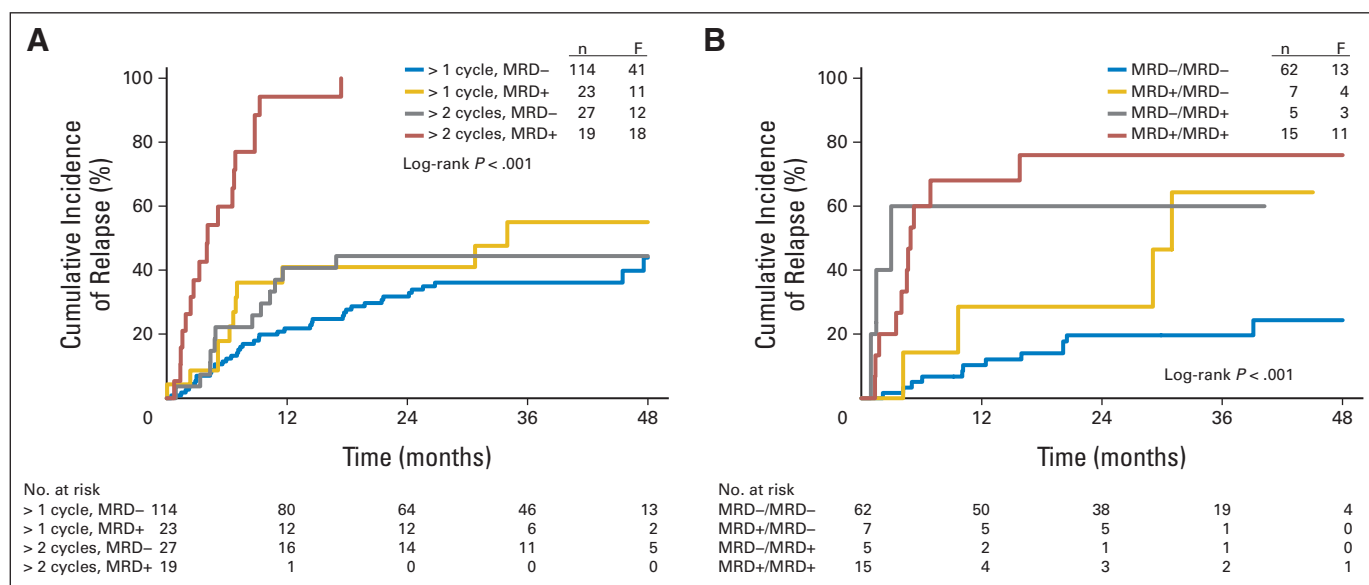 A
n F
> 1 cycle, MRD− 114 41
> 1 cycle, MRD+ 23 11
> 2 cycles, MRD− 27 12
> 2 cycles, MRD+ 19 18
Log-rank P < .001
Cumulative Incidence
of Relapse (%)
100
80
60
40
20
0 12 24 36 48
Time (months)
No. at risk
> 1 cycle, MRD− 114 80 64 46 13
> 1 cycle, MRD+ 23 12 12 6 2
> 2 cycles, MRD− 27 16 14 11 5
> 2 cycles, MRD+ 19 1 0 0 0
B
n F
MRD−/MRD− 62 13
MRD+/MRD− 7 4
MRD−/MRD+ 5 3
MRD+/MRD+ 15 11
Log-rank P < .001
Cumulative Incidence
of Relapse (%)
100
80
60
40
20
0 12 24 36 48
Time (months)
No. at risk
MRD−/MRD− 62 50 38 19 4
MRD+/MRD− 7 5 5 1 0
MRD−/MRD+ 5 2 1 1 0
MRD+/MRD+ 15 4 3 2 1